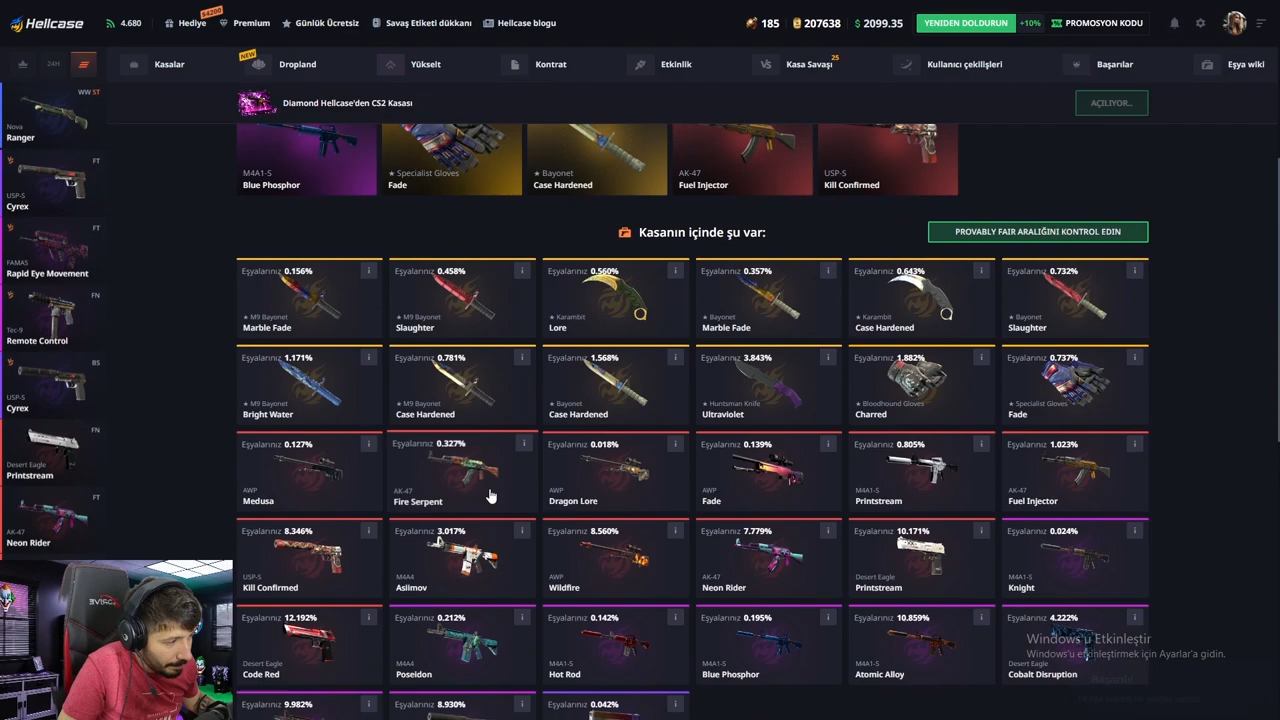 Hellcase
4.680
$4200
Hediye
Premium
Günlük Ücretsiz
Savaş Etiketi dükkanı
Hellcase blogu
185
207638
$ 2099.35
YENİDEN DOLDURUN
+10%
PROMOSYON KODU
24H
Kasalar
NEW
Dropland
Yükselt
Kontrat
Etkinlik
VS
Kasa Savaşı
25
Kullanıcı çekilişleri
Başarılar
Eşya wiki
Diamond Hellcase'den CS2 Kasası
AÇILIYOR..
WW ST
Nova
Ranger
FT
USP-S
Cyrex
FT
FAMAS
Rapid Eye Movement
FN
Tec-9
Remote Control
BS
USP-S
Cyrex
FN
Desert Eagle
Printstream
FT
AK-47
Neon Rider
M4A1-S
Blue Phosphor
★ Specialist Gloves
Fade
★ Bayonet
Case Hardened
AK-47
Fuel Injector
USP-S
Kill Confirmed
Kasanın içinde şu var:
PROVABLY FAIR ARALIĞINI KONTROL EDIN
Eşyalarınız 0.156%
★ M9 Bayonet
Marble Fade
Eşyalarınız 0.458%
★ M9 Bayonet
Slaughter
Eşyalarınız 0.560%
★ Karambit
Lore
Eşyalarınız 0.357%
★ Bayonet
Marble Fade
Eşyalarınız 0.643%
★ Karambit
Case Hardened
Eşyalarınız 0.732%
★ Bayonet
Slaughter
Eşyalarınız 1.171%
★ M9 Bayonet
Bright Water
Eşyalarınız 0.781%
★ M9 Bayonet
Case Hardened
Eşyalarınız 1.568%
★ Bayonet
Case Hardened
Eşyalarınız 3.843%
★ Huntsman Knife
Ultraviolet
Eşyalarınız 1.882%
★ Bloodhound Gloves
Charred
Eşyalarınız 0.737%
★ Specialist Gloves
Fade
Eşyalarınız 0.127%
AWP
Medusa
Eşyalarınız 0.327%
AK-47
Fire Serpent
Eşyalarınız 0.018%
AWP
Dragon Lore
Eşyalarınız 0.139%
AWP
Fade
Eşyalarınız 0.805%
M4A1-S
Printstream
Eşyalarınız 1.023%
AK-47
Fuel Injector
Eşyalarınız 8.346%
USP-S
Kill Confirmed
Eşyalarınız 3.017%
M4A4
Asiimov
Eşyalarınız 8.560%
AWP
Wildfire
Eşyalarınız 7.779%
AK-47
Neon Rider
Eşyalarınız 10.171%
Desert Eagle
Printstream
Eşyalarınız 0.024%
M4A1-S
Knight
Eşyalarınız 12.192%
Desert Eagle
Code Red
Eşyalarınız 0.212%
M4A4
Poseidon
Eşyalarınız 0.142%
M4A1-S
Hot Rod
Eşyalarınız 0.195%
M4A1-S
Blue Phosphor
Eşyalarınız 10.859%
M4A1-S
Atomic Alloy
Eşyalarınız 4.222%
Desert Eagle
Cobalt Disruption
Eşyalarınız 9.982%
Eşyalarınız 8.930%
Eşyalarınız 0.042%
Windows'u Etkinleştir
Windows'u etkinleştirmek için Ayarlar'a gidin.